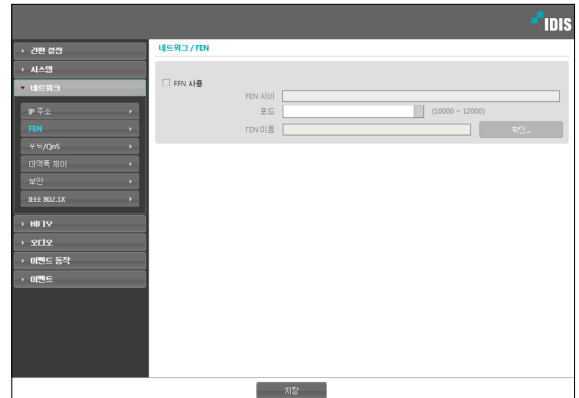 IDIS
간편 설정
시스템
네트워크
IP 주소
FEN
포트/QoS
대역폭 제어
보안
IEEE 802.1X
비디오
오디오
이벤트 동작
이벤트
네트워크 / FEN
FEN 사용
FEN 서버
포트 (10000 ~ 12000)
FEN 이름 확인...
저장